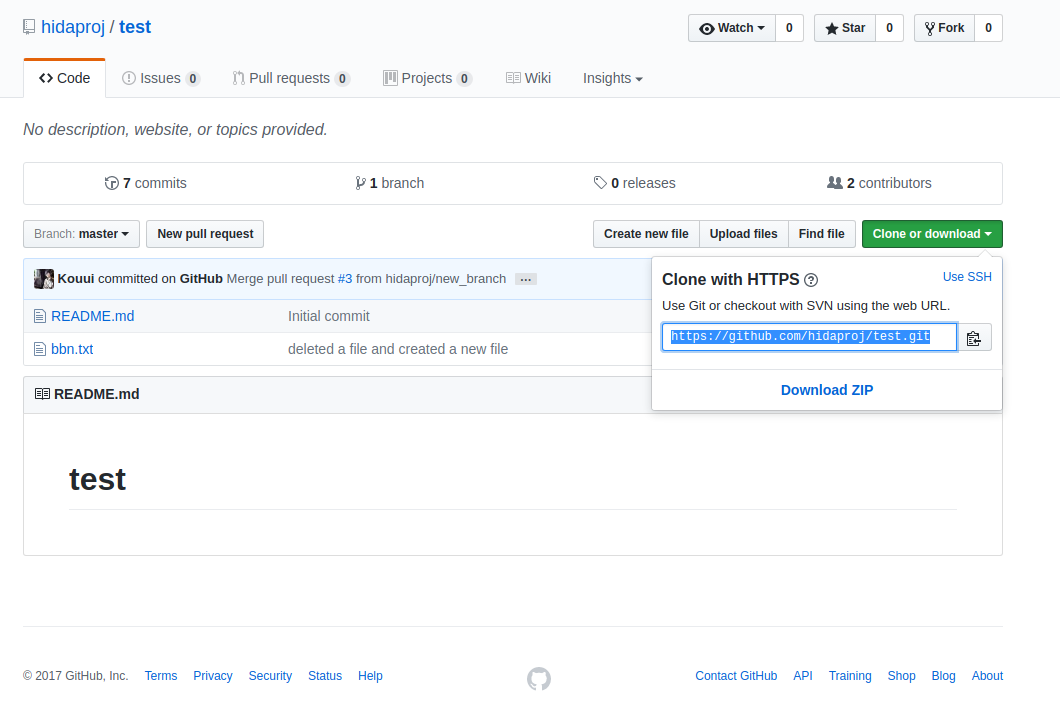 hidaproj / test
Watch 0 Star 0 Fork 0
Code Issues 0 Pull requests 0 Projects 0 Wiki Insights
No description, website, or topics provided.
7 commits 1 branch 0 releases 2 contributors
Branch: master New pull request Create new file Upload files Find file Clone or download
Kouui committed on GitHub Merge pull request #3 from hidaproj/new_branch ...
README.md Initial commit
bbn.txt deleted a file and created a new file
Clone with HTTPS Use SSH
Use Git or checkout with SVN using the web URL.
https://github.com/hidaproj/test.git
Download ZIP
README.md
test
© 2017 GitHub, Inc. Terms Privacy Security Status Help Contact GitHub API Training Shop Blog About